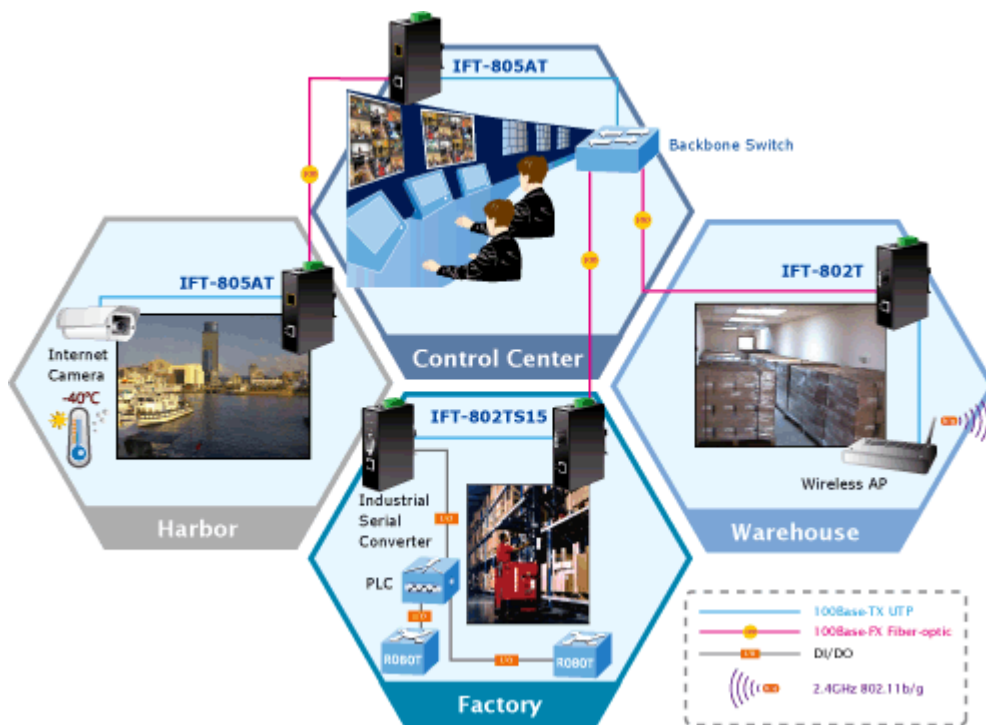 IFT-805AT
Backbone Switch
IFT-805AT
IFT-802T
Internet
Camera
-40°C
Control Center
IFT-802TS15
Industrial
Serial
Converter
Wireless AP
Harbor
Warehouse
PLC
ROBOT
ROBOT
Factory
100Base-TX UTP
100Base-FX Fiber-optic
DI/DO
2.4GHz 802.11b/g